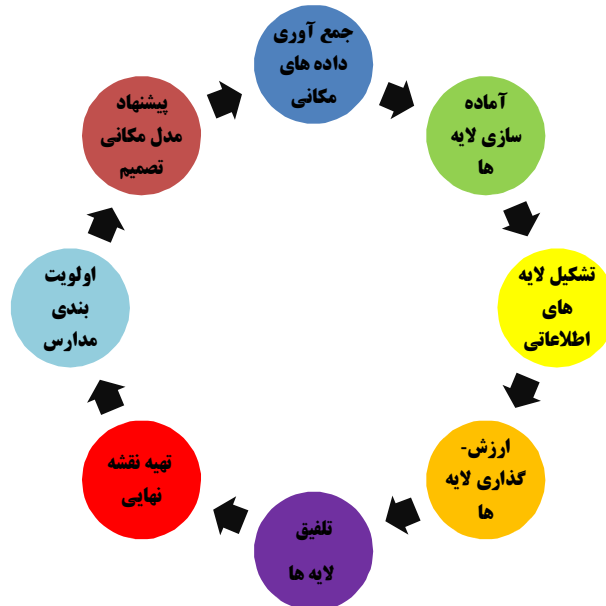 جمع آوری
داده های
مکانی
آماده
سازی لایه
ها
تشکیل لایه
های
اطلاعاتی
ارزش-
گذاری لایه
ها
تلفیق
لایه ها
تهیه نقشه
نهایی
اولویت
بندی
مدارس
پیشنهاد
مدل مکانی
تصمیم